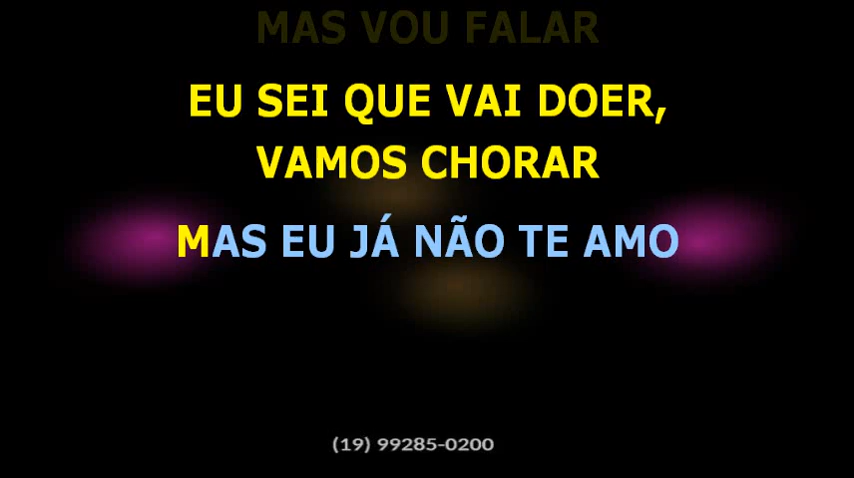 MAS VOU FALAR
EU SEI QUE VAI DOER,
VAMOS CHORAR
MAS EU JÁ NÃO TE AMO
(19) 99285-0200